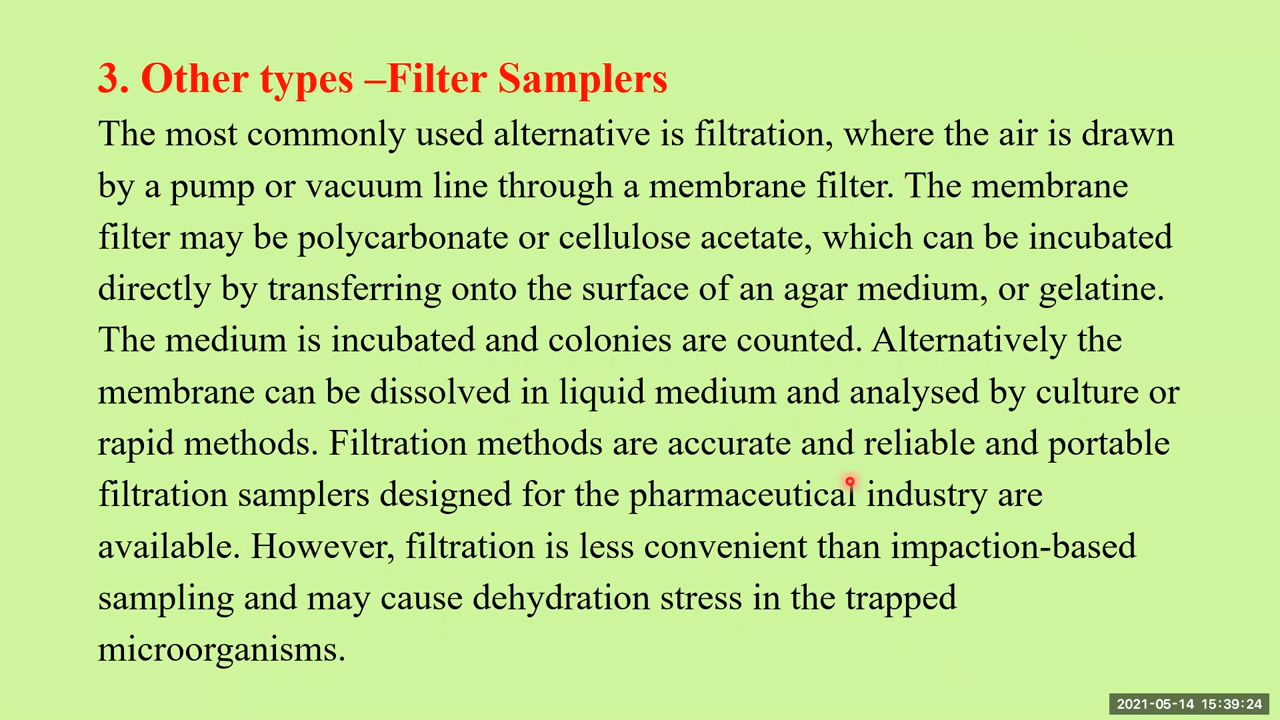 3. Other types –Filter Samplers
The most commonly used alternative is filtration, where the air is drawn
by a pump or vacuum line through a membrane filter. The membrane
filter may be polycarbonate or cellulose acetate, which can be incubated
directly by transferring onto the surface of an agar medium, or gelatine.
The medium is incubated and colonies are counted. Alternatively the
membrane can be dissolved in liquid medium and analysed by culture or
rapid methods. Filtration methods are accurate and reliable and portable
filtration samplers designed for the pharmaceutical industry are
available. However, filtration is less convenient than impaction-based
sampling and may cause dehydration stress in the trapped
microorganisms.
2021-05-14 15:39:24